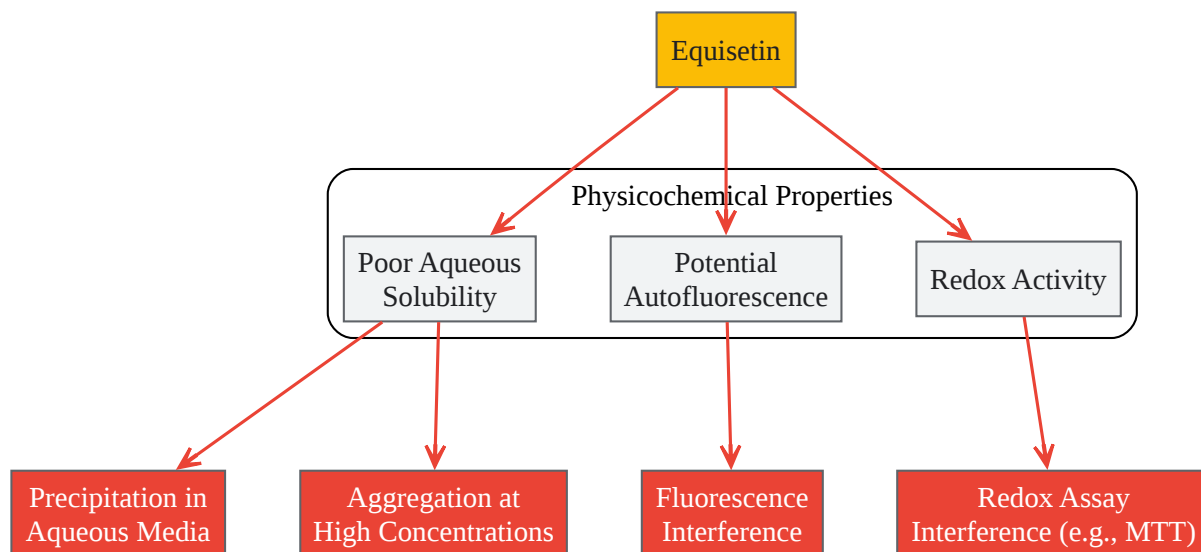 Equisetin
Physicochemical Properties
Poor Aqueous
Solubility
Potential
Autofluorescence
Redox Activity
Precipitation in
Aqueous Media
Aggregation at
High Concentrations
Fluorescence
Interference
Redox Assay
Interference (e.g., MTT)